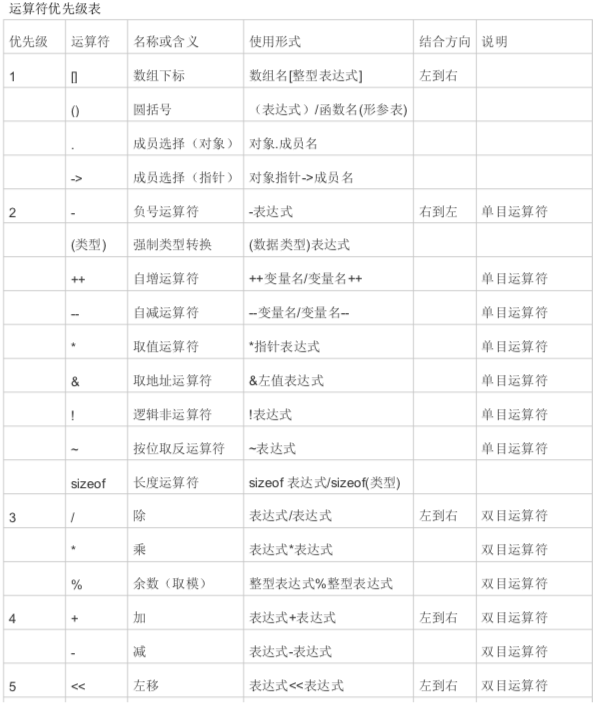 运算符优先级表
优先级 运算符 名称或含义 使用形式 结合方向 说明
1 [] 数组下标 数组名[整型表达式] 左到右
() 圆括号 （表达式）/函数名(形参表)
. 成员选择（对象） 对象.成员名
-> 成员选择（指针） 对象指针->成员名
2 - 负号运算符 -表达式 右到左 单目运算符
(类型) 强制类型转换 (数据类型)表达式
++ 自增运算符 ++变量名/变量名++ 单目运算符
-- 自减运算符 --变量名/变量名-- 单目运算符
* 取值运算符 *指针表达式 单目运算符
& 取地址运算符 &左值表达式 单目运算符
! 逻辑非运算符 !表达式 单目运算符
~ 按位取反运算符 ~表达式 单目运算符
sizeof 长度运算符 sizeof 表达式/sizeof(类型)
3 / 除 表达式/表达式 左到右 双目运算符
* 乘 表达式*表达式 双目运算符
% 余数（取模） 整型表达式%整型表达式 双目运算符
4 + 加 表达式+表达式 左到右 双目运算符
- 减 表达式-表达式 双目运算符
5 << 左移 表达式<<表达式 左到右 双目运算符